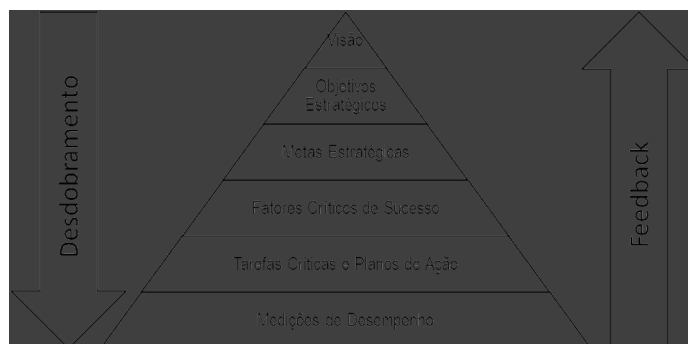 Visão
Objetivos
Estratégicos
Metas Estratégicas
Fatores Críticos de Sucesso
Tarefas Críticas e Planos de Ação
Medições de Desempenho
Desdobramento
Feedback